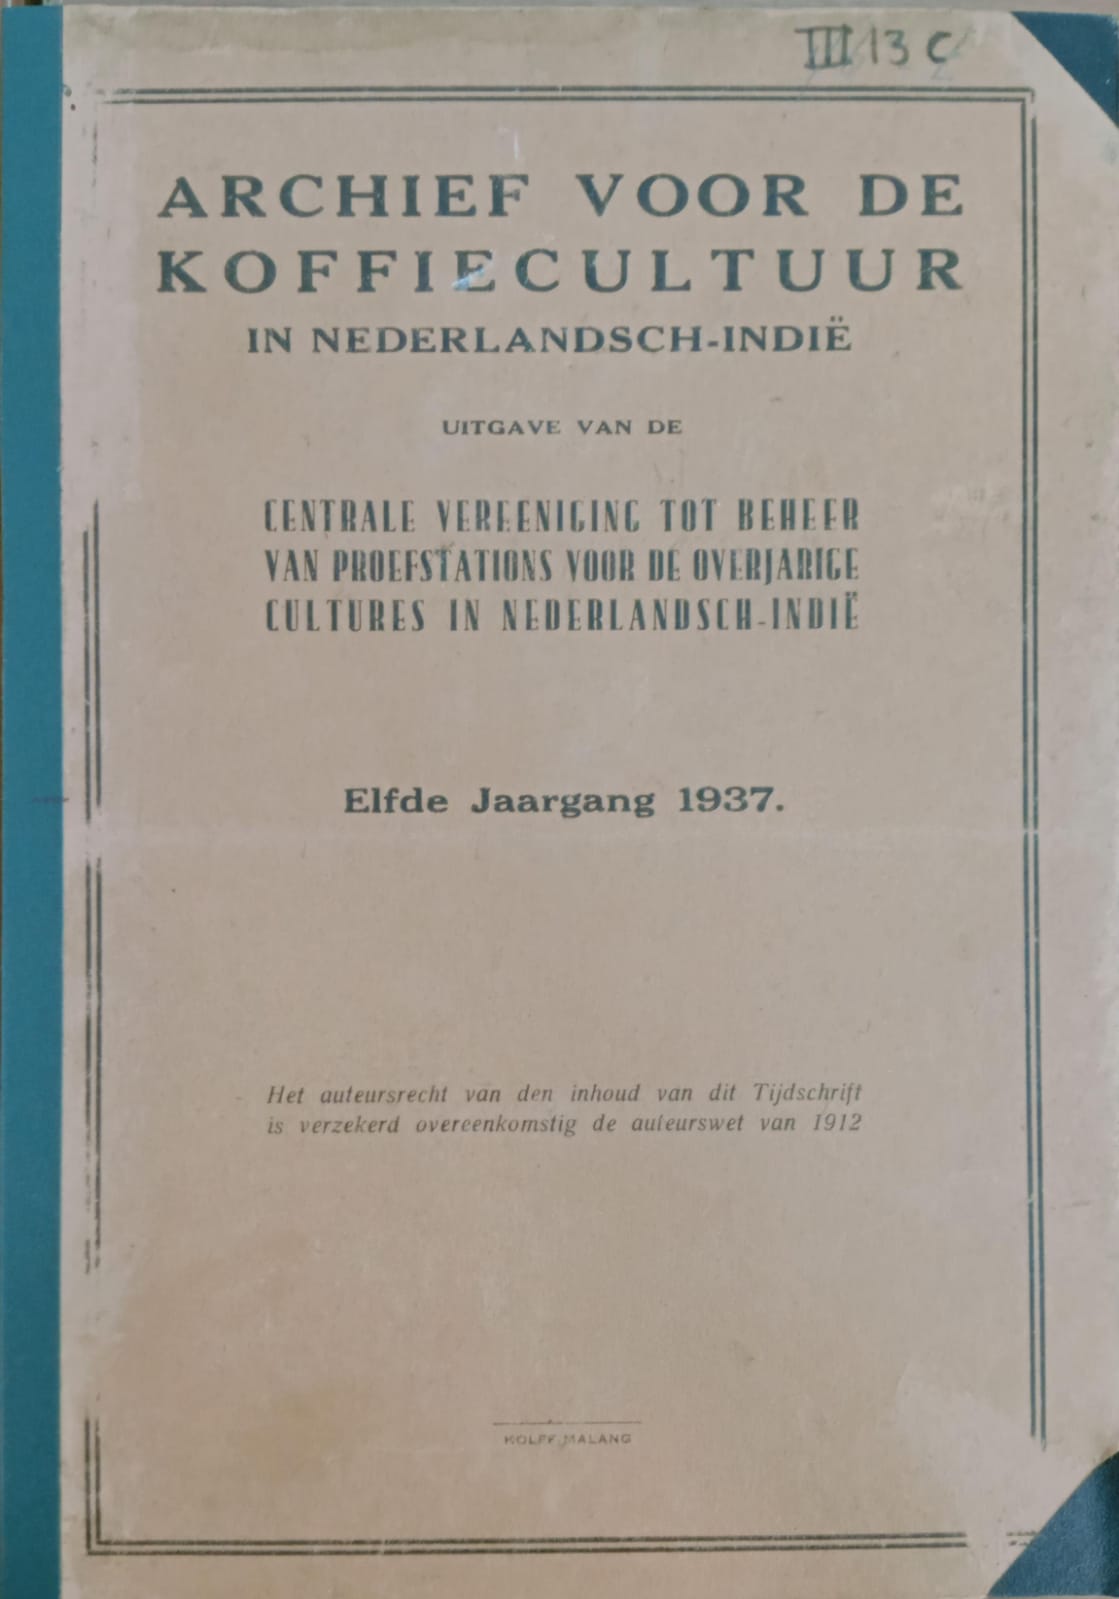 III 13 C
ARCHIEF VOOR DE
KOFFIECULTUUR
IN NEDERLANDSCH-INDIË
UITGAVE VAN DE
CENTRALE VEREENIGING TOT BEHEER
VAN PROEFSTATIONS VOOR DE OVERJARIGE
CULTURES IN NEDERLANDSCH-INDIË
Elfde Jaargang 1937.
Het auteursrecht van den inhoud van dit Tijdschrift
is verzekerd overeenkomstig de auteurswet van 1912
KOLFF, MALANG